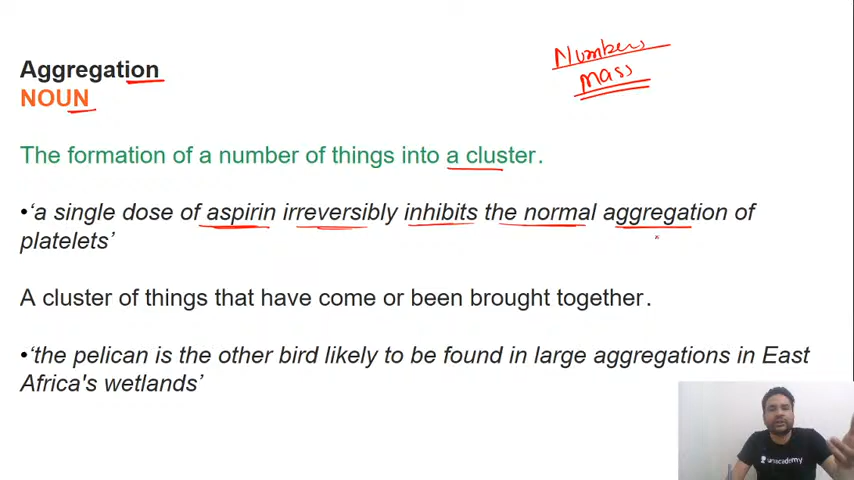 Numbers
mass
Aggregation
NOUN
The formation of a number of things into a cluster.
•‘a single dose of aspirin irreversibly inhibits the normal aggregation of
platelets’
A cluster of things that have come or been brought together.
•‘the pelican is the other bird likely to be found in large aggregations in East
Africa's wetlands’
unacademy